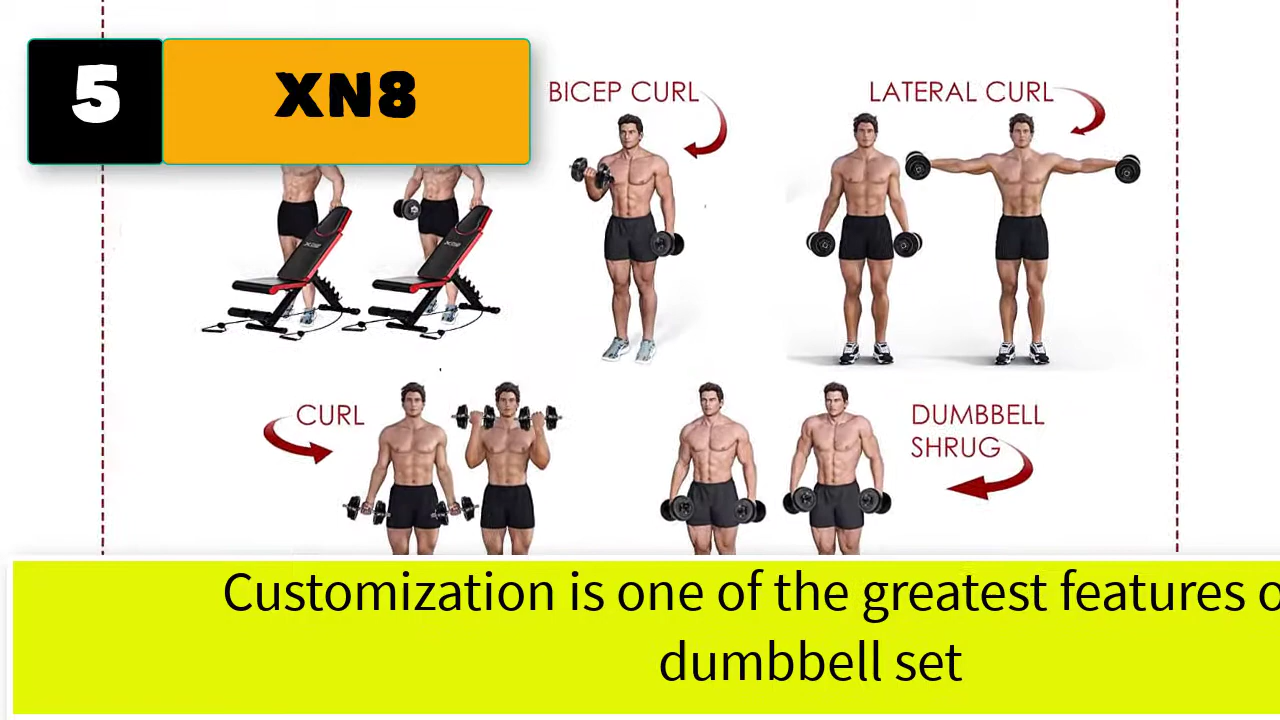 5
XN8
BICEP CURL
LATERAL CURL
CURL
DUMBBELL
SHRUG
Customization is one of the greatest features
dumbbell set